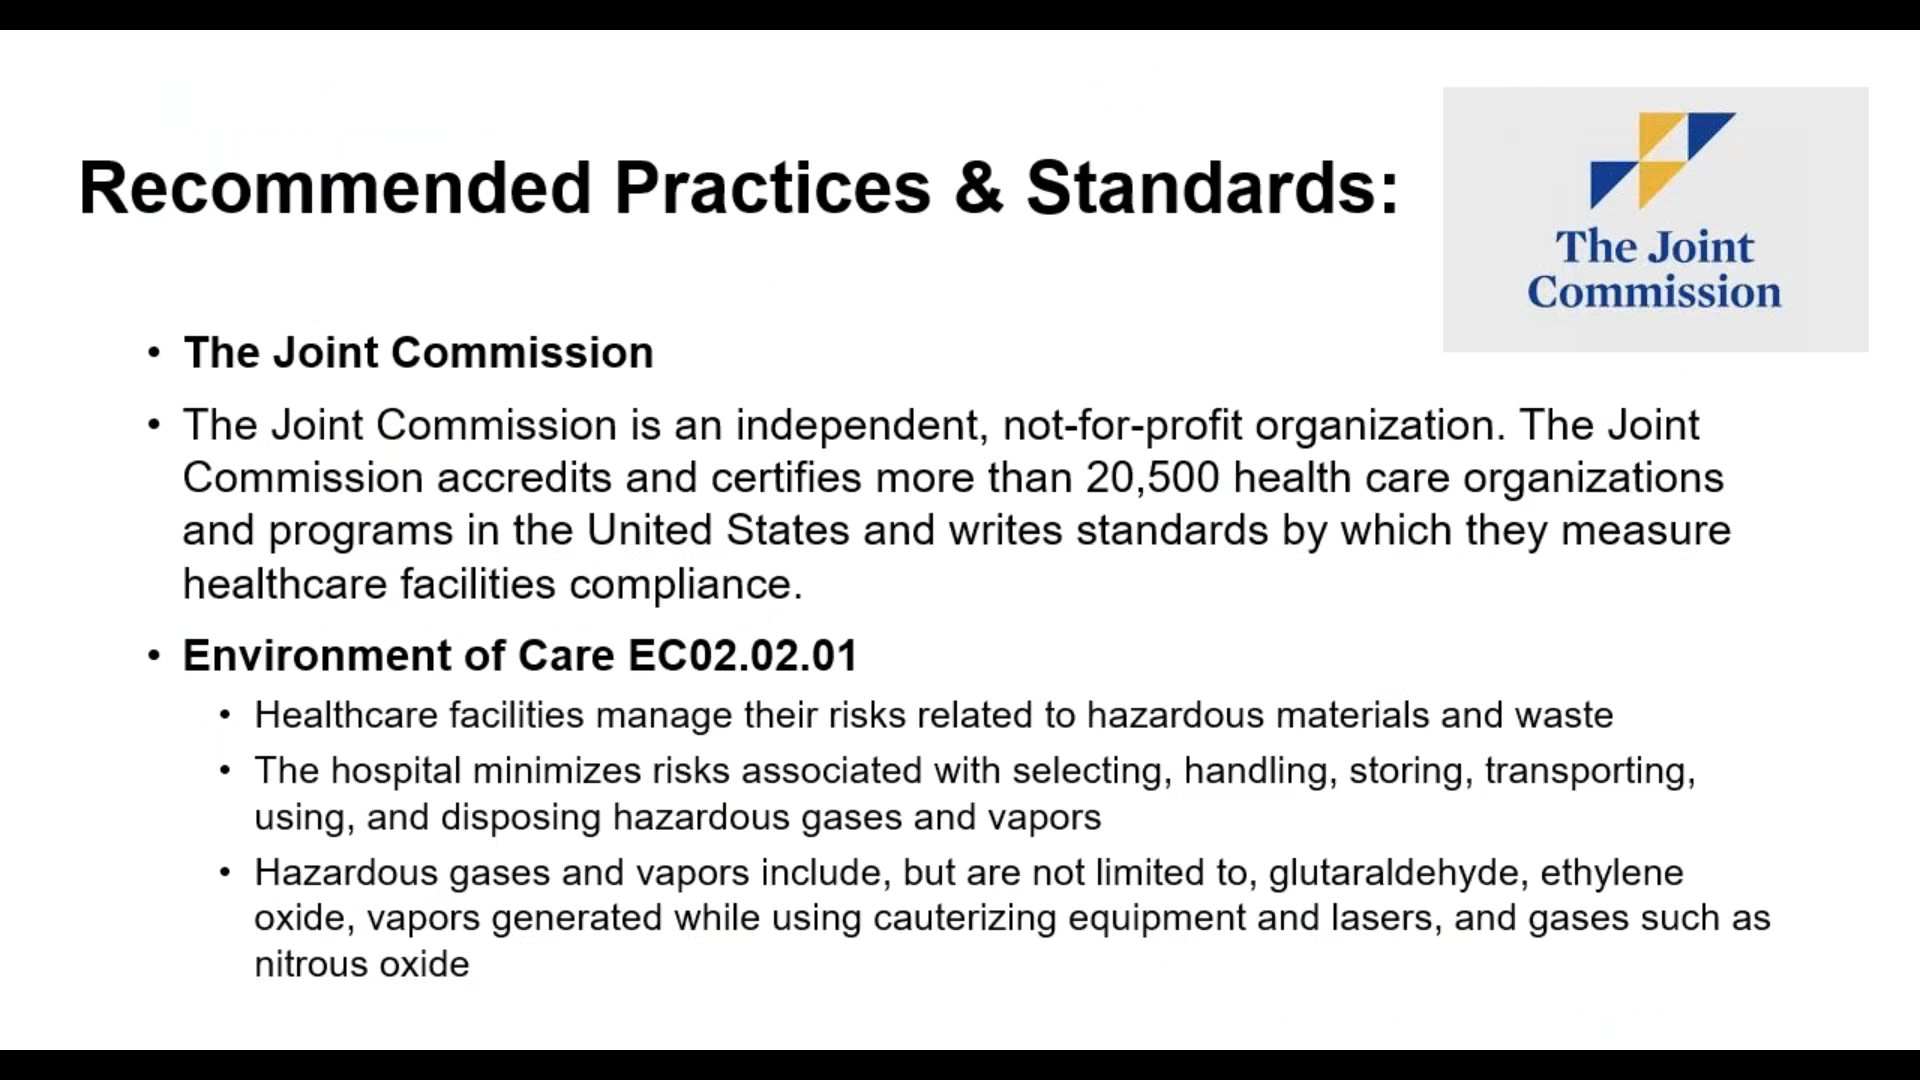 Recommended Practices & Standards:
The Joint
Commission
• The Joint Commission
• The Joint Commission is an independent, not-for-profit organization. The Joint
Commission accredits and certifies more than 20,500 health care organizations
and programs in the United States and writes standards by which they measure
healthcare facilities compliance.
• Environment of Care EC02.02.01
• Healthcare facilities manage their risks related to hazardous materials and waste
• The hospital minimizes risks associated with selecting, handling, storing, transporting,
using, and disposing hazardous gases and vapors
• Hazardous gases and vapors include, but are not limited to, glutaraldehyde, ethylene
oxide, vapors generated while using cauterizing equipment and lasers, and gases such as
nitrous oxide